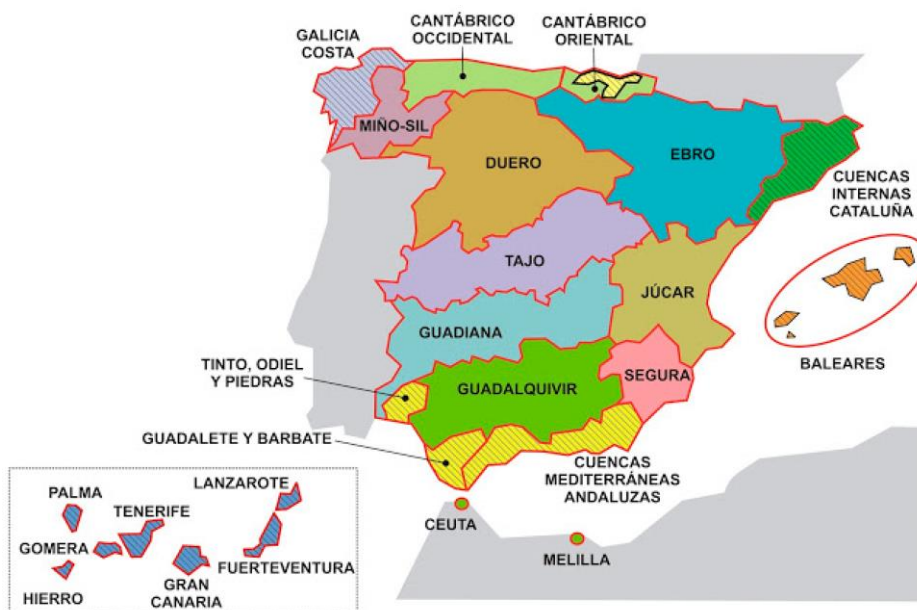 CANTÁBRICO
OCCIDENTAL
CANTÁBRICO
ORIENTAL
GALICIA
COSTA
MIÑO-SIL
DUERO
EBRO
CUENCAS
INTERNAS
CATALUÑA
TAJO
JÚCAR
GUADIANA
BALEARES
TINTO, ODIEL
Y PIEDRAS
SEGURA
GUADALQUIVIR
GUADALETE Y BARBATE
CUENCAS
MEDITERRÁNEAS
ANDALUZAS
CEUTA
MELILLA
PALMA
LANZAROTE
TENERIFE
GOMERA
FUERTEVENTURA
HIERRO
GRAN
CANARIA